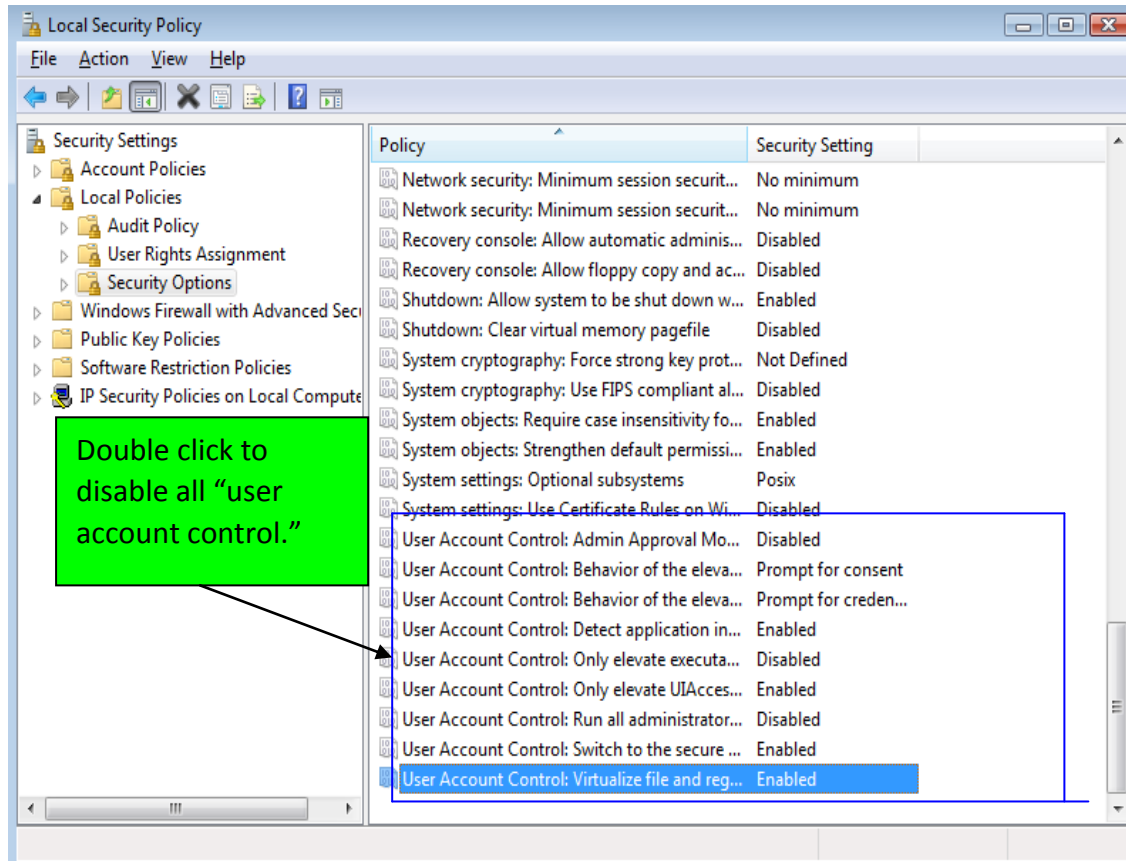 Local Security Policy
File Action View Help
Security Settings
Account Policies
Local Policies
Audit Policy
User Rights Assignment
Security Options
Windows Firewall with Advanced Secu
Public Key Policies
Software Restriction Policies
IP Security Policies on Local Compute
Double click to
disable all “user
account control.”
Policy Security Setting
Network security: Minimum session securit... No minimum
Network security: Minimum session securit... No minimum
Recovery console: Allow automatic adminis... Disabled
Recovery console: Allow floppy copy and ac... Disabled
Shutdown: Allow system to be shut down w... Enabled
Shutdown: Clear virtual memory pagefile Disabled
System cryptography: Force strong key prot... Not Defined
System cryptography: Use FIPS compliant al... Disabled
System objects: Require case insensitivity fo... Enabled
System objects: Strengthen default permissi... Enabled
System settings: Optional subsystems Posix
System settings: Use Certificate Rules on Wi... Disabled
User Account Control: Admin Approval Mo... Disabled
User Account Control: Behavior of the eleva... Prompt for consent
User Account Control: Behavior of the eleva... Prompt for creden...
User Account Control: Detect application in... Enabled
User Account Control: Only elevate executa... Disabled
User Account Control: Only elevate UIAcces... Enabled
User Account Control: Run all administrator... Disabled
User Account Control: Switch to the secure ... Enabled
User Account Control: Virtualize file and reg... Enabled